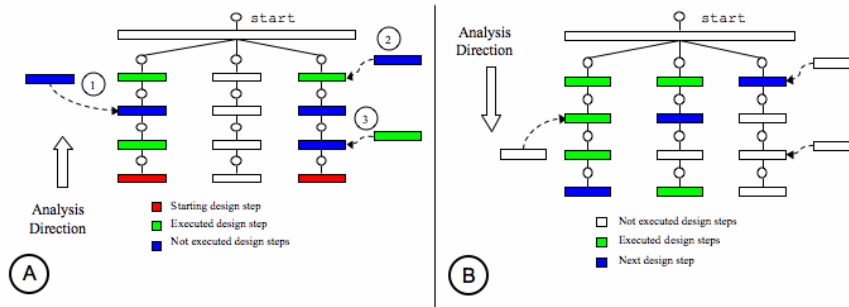 start
2
1
3
Analysis
Direction
Starting design step
Executed design step
Not executed design steps
A
start
Analysis
Direction
Not executed design steps
Executed design steps
Next design step
B